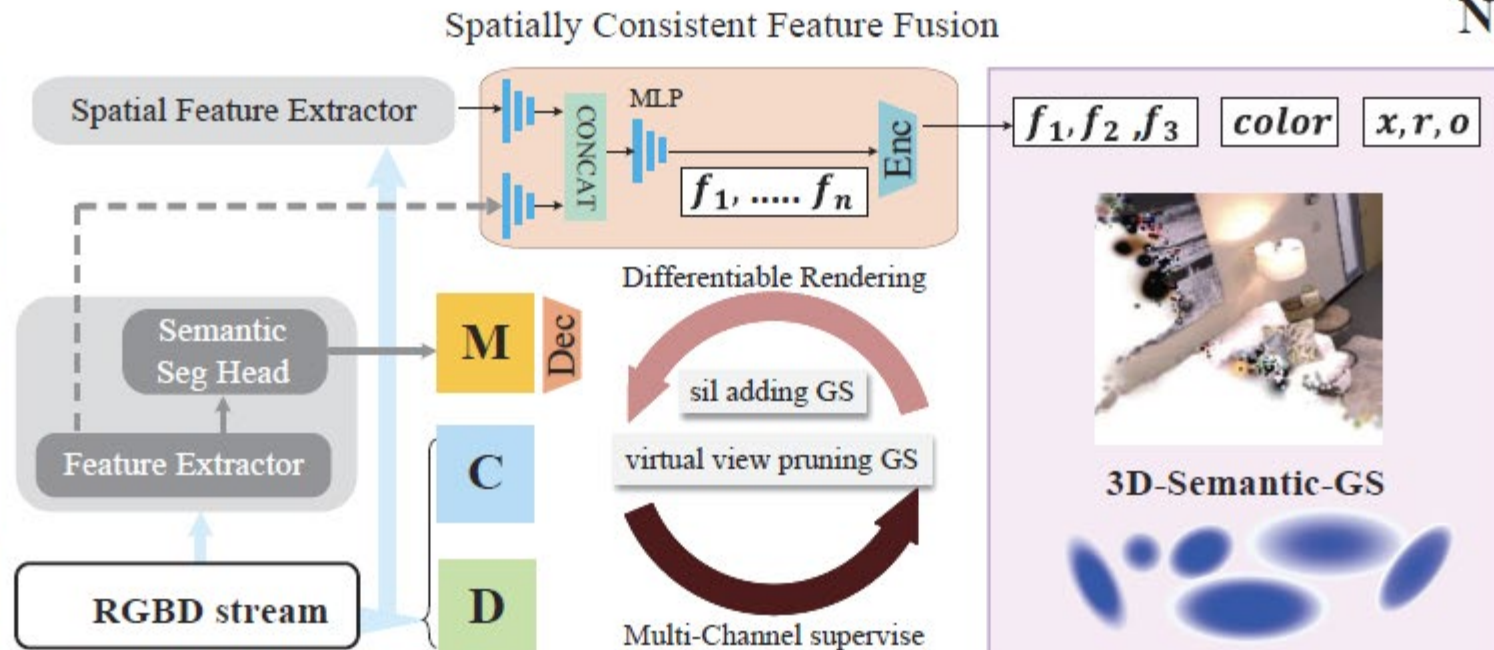 Spatially Consistent Feature Fusion
N
Spatial Feature Extractor
CONCAT
MLP
f₁, ..... fₙ
Enc
f₁, f₂ ,f₃
color
x, r, o
Differentiable Rendering
Semantic
Seg Head
M
Dec
sil adding GS
Feature Extractor
C
virtual view pruning GS
3D-Semantic-GS
RGBD stream
D
Multi-Channel supervise